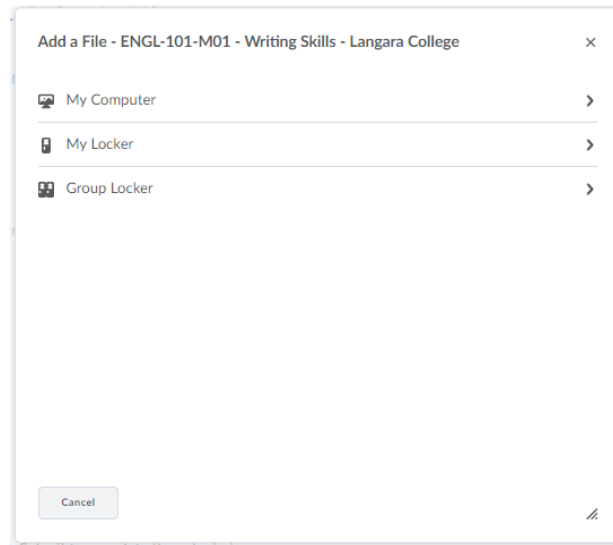 Add a File - ENGL-101-M01 - Writing Skills - Langara College
My Computer
My Locker
Group Locker
Cancel